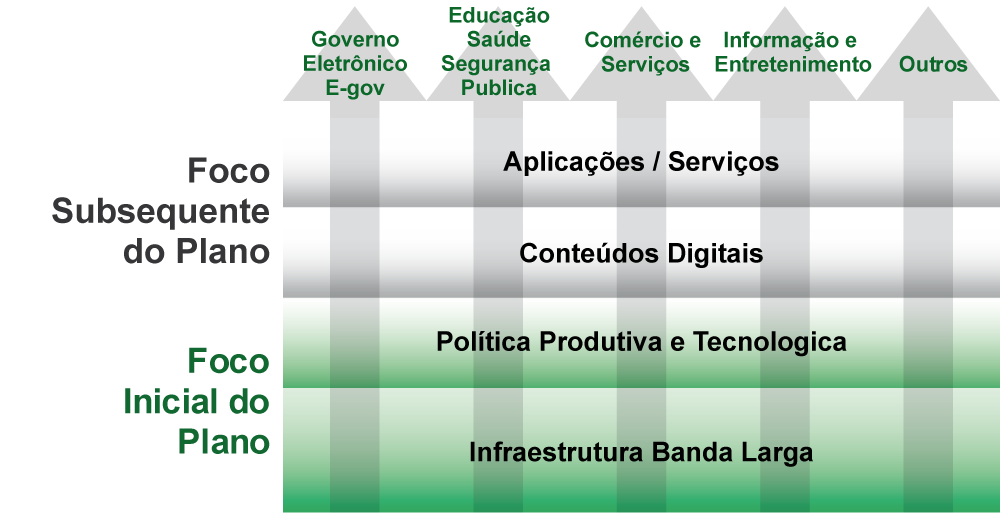 Governo
Eletrônico
E-gov
Educação
Saúde
Segurança
Publica
Comércio e
Serviços
Informação e
Entretenimento
Outros
Foco
Subsequente
do Plano
Aplicações / Serviços
Conteúdos Digitais
Foco
Inicial do
Plano
Política Produtiva e Tecnologica
Infraestrutura Banda Larga